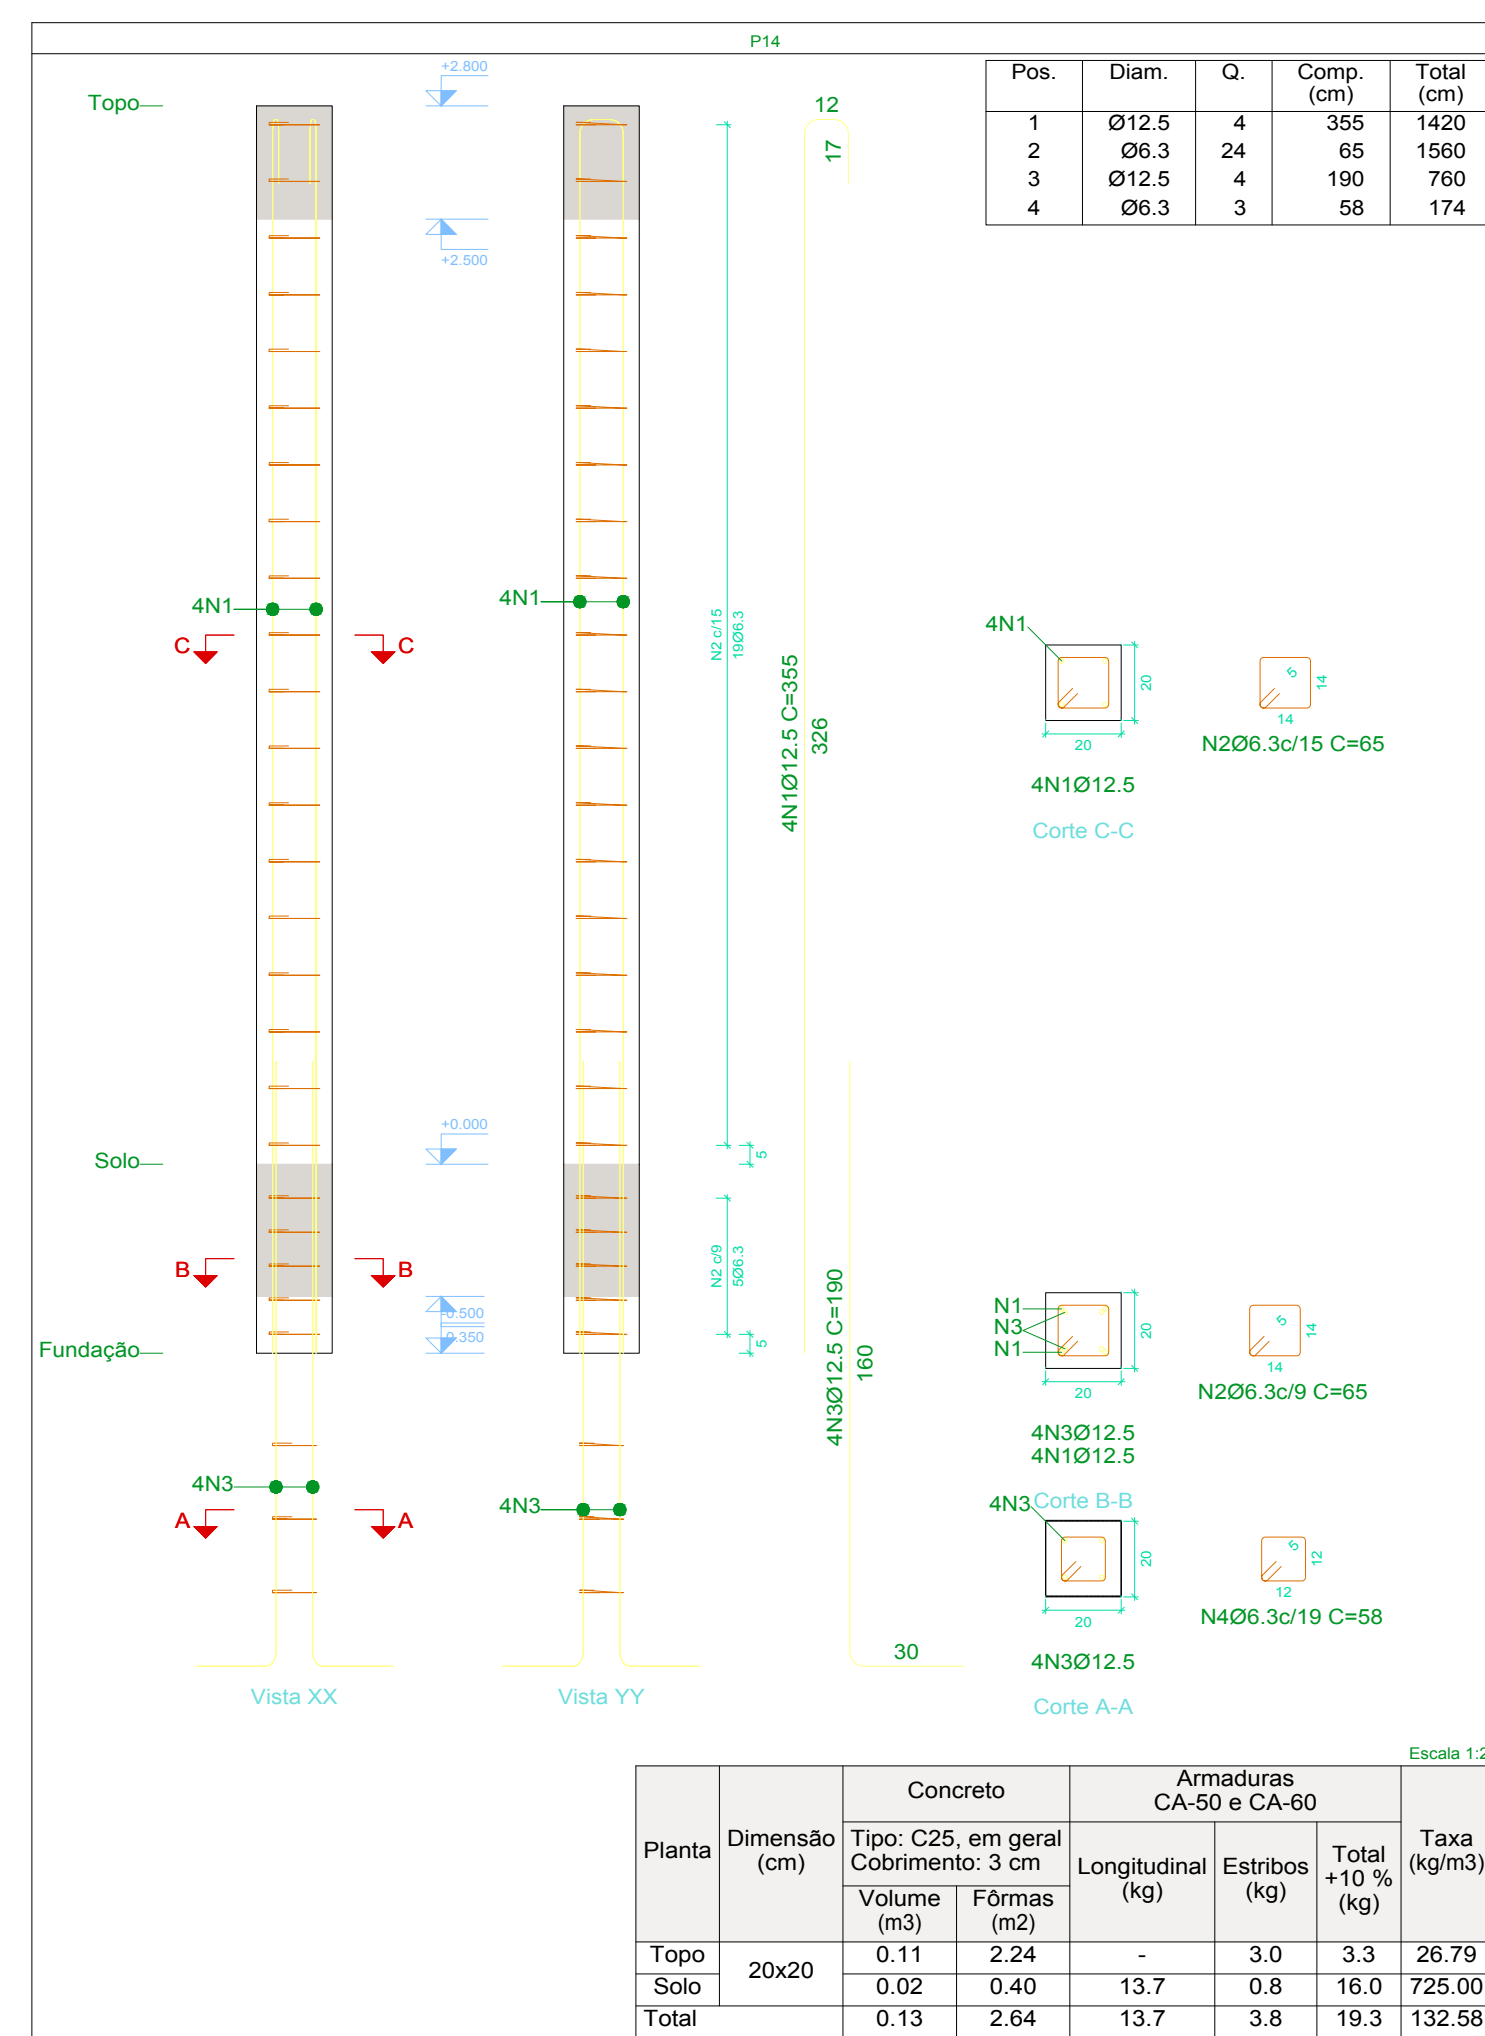 P14
Pos. Diam. Q. Comp. (cm) Total (cm)
1 Ø12.5 4 355 1420
2 Ø6.3 24 65 1560
3 Ø12.5 4 190 760
4 Ø6.3 3 58 174
Topo
+2.800
+2.500
12
17
4N1
4N1
C C
N2 c/15
19Ø6.3
4N1Ø12.5 C=355
326
4N1
20
20
4N1Ø12.5
Corte C-C
5
14
14
N2Ø6.3c/15 C=65
Solo
+0.000
5
B B
N2 c/9
5Ø6.3
-0.500
-0.350
5
Fundação
4N3Ø12.5 C=190
160
N1
N3
N1
20
20
4N3Ø12.5
4N1Ø12.5
Corte B-B
5
14
14
N2Ø6.3c/9 C=65
4N3
4N3
A A
4N3
20
20
4N3Ø12.5
Corte A-A
5
12
12
N4Ø6.3c/19 C=58
30
Vista XX
Vista YY
Escala 1:2
Planta
Dimensão (cm)
Concreto
Tipo: C25, em geral
Cobrimento: 3 cm
Volume (m3)
Fôrmas (m2)
Armaduras
CA-50 e CA-60
Longitudinal (kg)
Estribos (kg)
Total +10 % (kg)
Taxa (kg/m3)
Topo 20x20 0.11 2.24 - 3.0 3.3 26.79
Solo 0.02 0.40 13.7 0.8 16.0 725.00
Total 0.13 2.64 13.7 3.8 19.3 132.58